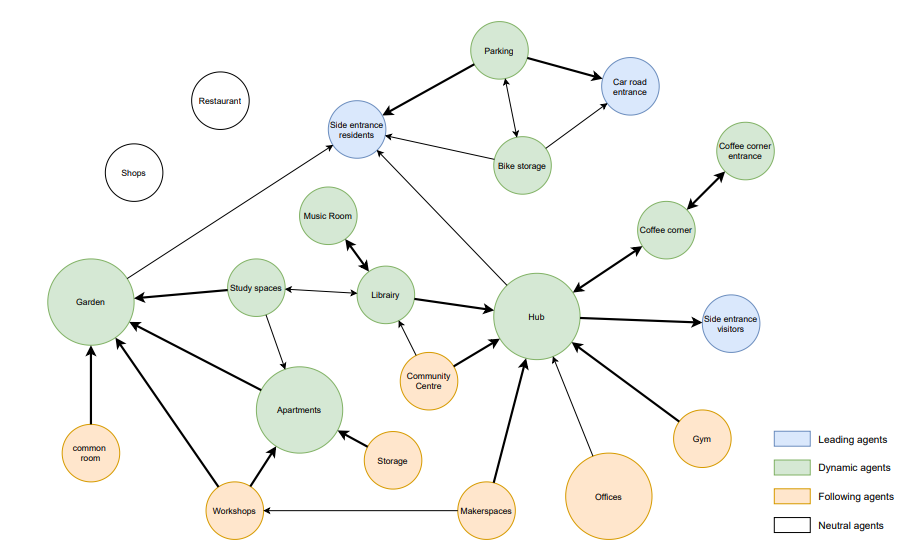 Parking
Car road
entrance
Restaurant
Side entrance
residents
Coffee corner
entrance
Bike storage
Shops
Music Room
Coffee corner
Study spaces
Librairy
Garden
Hub
Side entrance
visitors
Community
Centre
Apartments
common
room
Storage
Gym
Leading agents
Dynamic agents
Workshops
Makerspaces
Offices
Following agents
Neutral agents